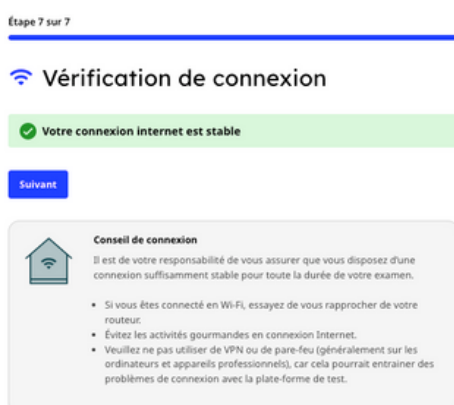 Étape 7 sur 7
Vérification de connexion
Votre connexion internet est stable
Suivant
Conseil de connexion
Il est de votre responsabilité de vous assurer que vous disposez d'une
connexion suffisamment stable pour toute la durée de votre examen.
• Si vous êtes connecté en Wi-Fi, essayez de vous rapprocher de votre
routeur.
• Évitez les activités gourmandes en connexion Internet.
• Veuillez ne pas utiliser de VPN ou de pare-feu (généralement sur les
ordinateurs et appareils professionnels), car cela pourrait entrainer des
problèmes de connexion avec la plate-forme de test.